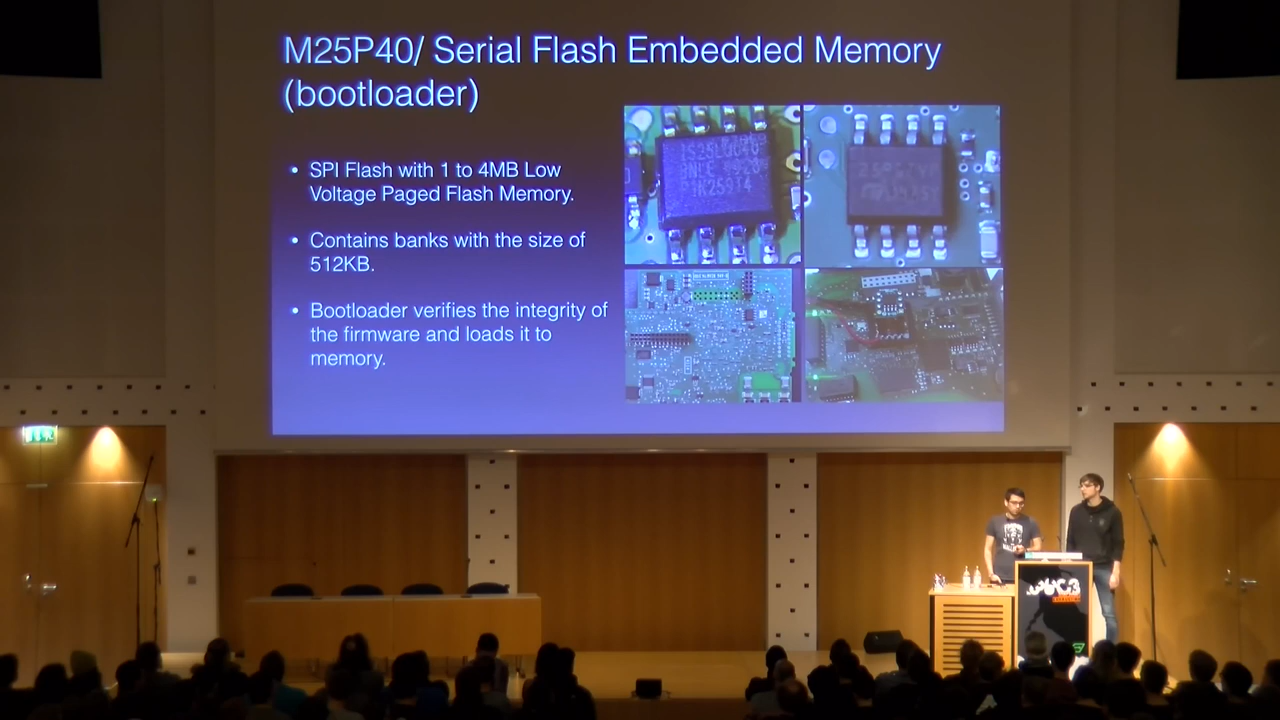 M25P40/ Serial Flash Embedded Memory
(bootloader)
• SPI Flash with 1 to 4MB Low
Voltage Paged Flash Memory.
• Contains banks with the size of
512KB.
• Bootloader verifies the integrity of
the firmware and loads it to
memory.